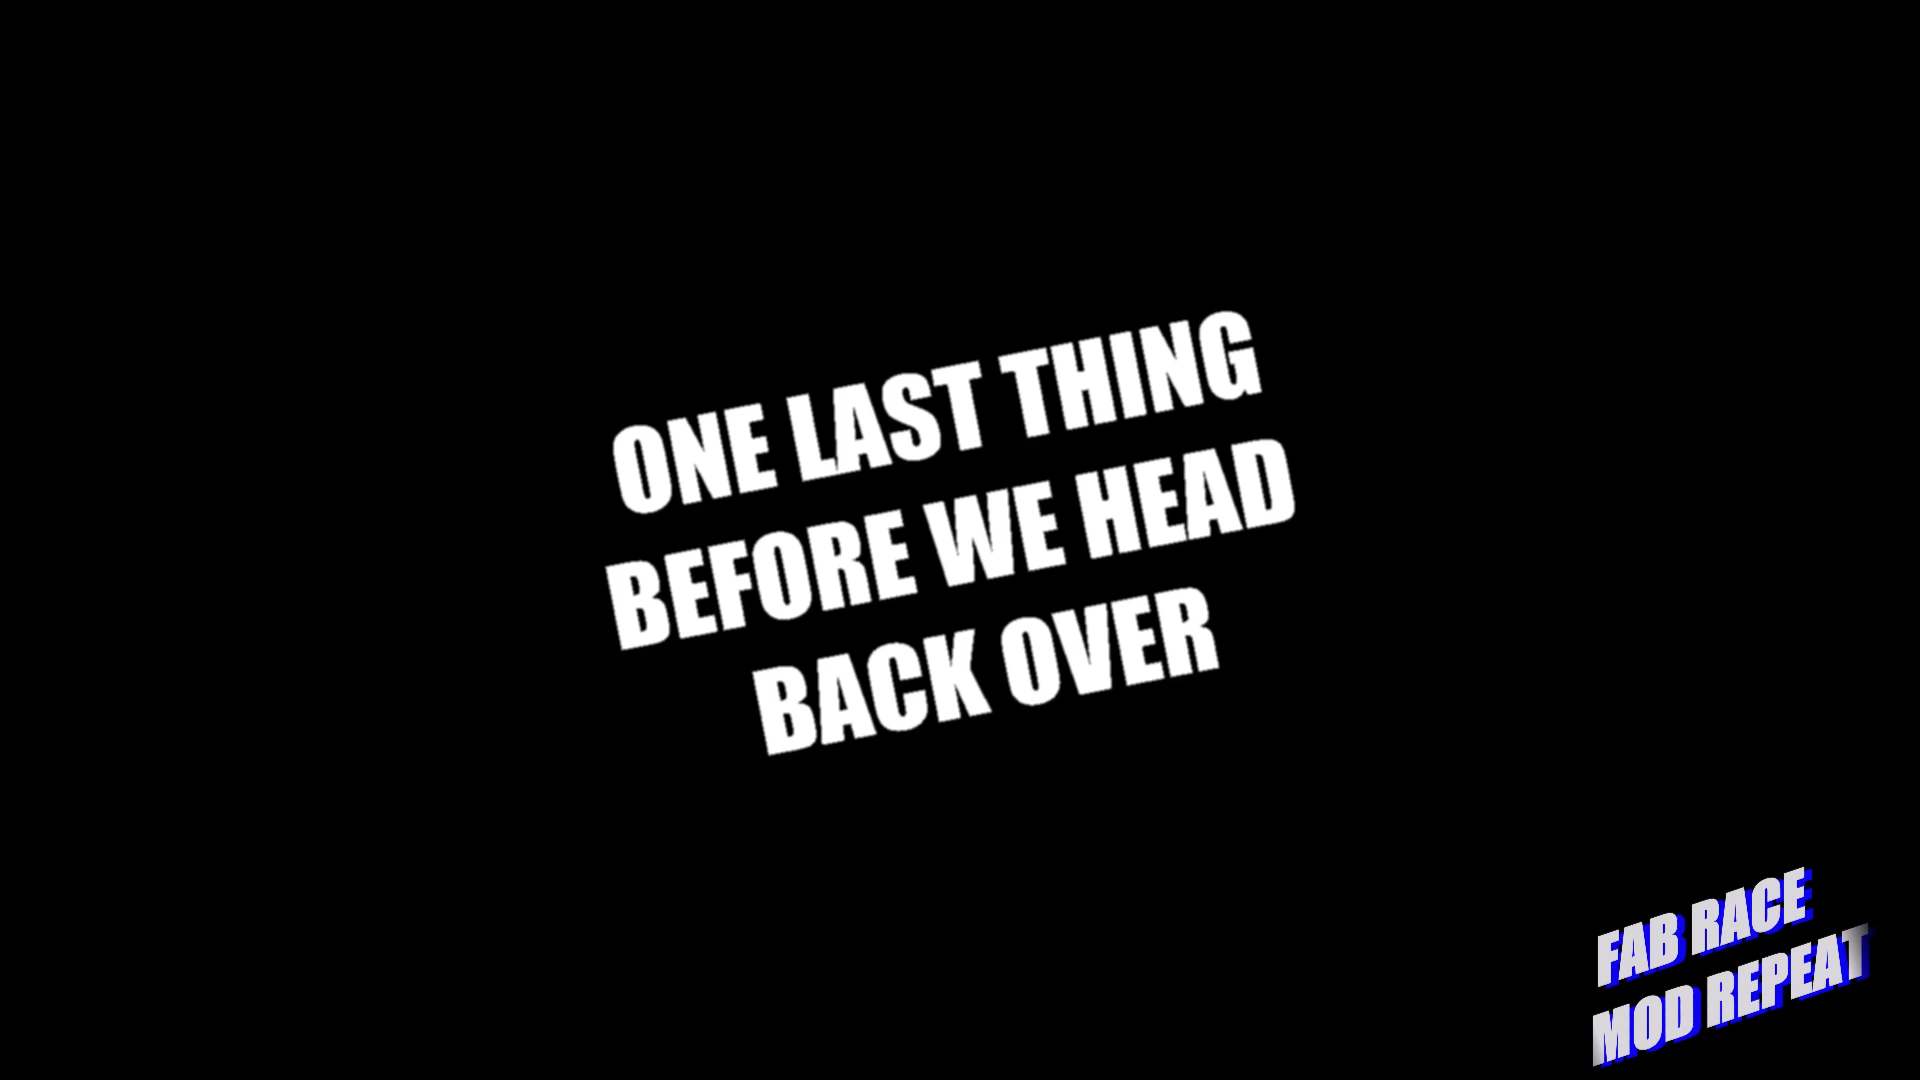 ONE LAST THING
BEFORE WE HEAD
BACK OVER
FAB RACE
MOD REPEAT